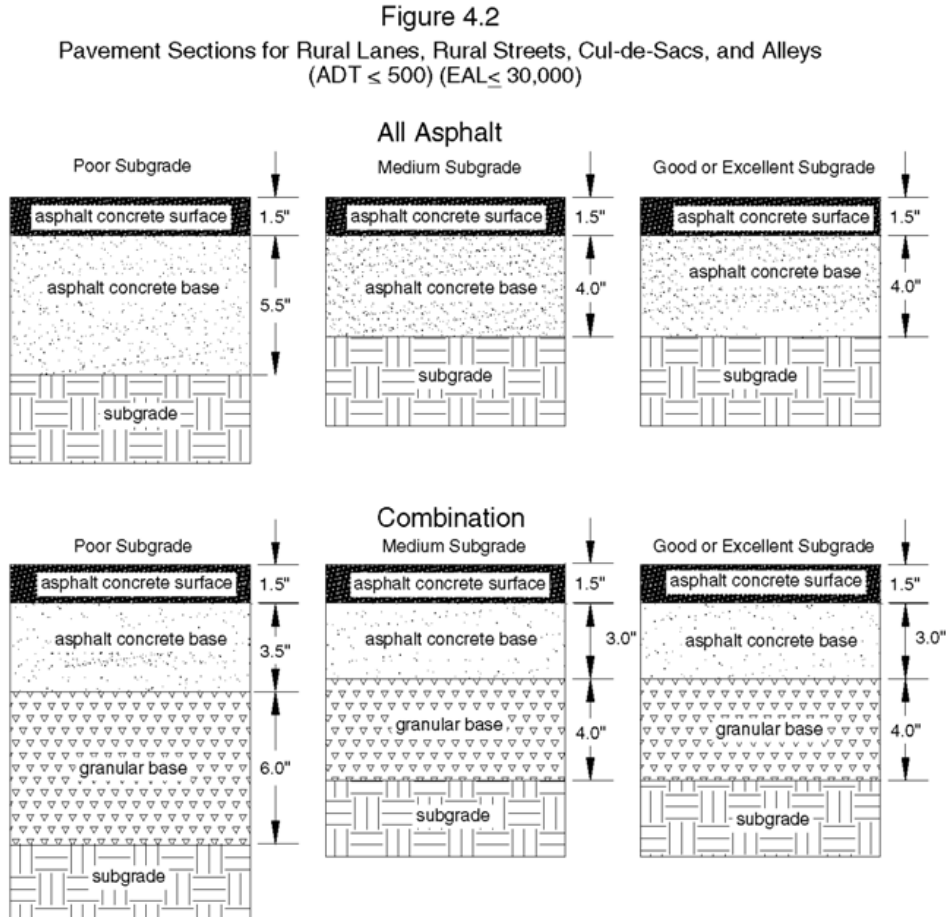 Figure 4.2
Pavement Sections for Rural Lanes, Rural Streets, Cul-de-Sacs, and Alleys
(ADT ≤ 500) (EAL≤ 30,000)
All Asphalt
Poor Subgrade
Medium Subgrade
Good or Excellent Subgrade
asphalt concrete surface
1.5"
asphalt concrete surface
1.5"
asphalt concrete surface
1.5"
asphalt concrete base
5.5"
asphalt concrete base
4.0"
asphalt concrete base
4.0"
subgrade
subgrade
subgrade
Combination
Poor Subgrade
Medium Subgrade
Good or Excellent Subgrade
asphalt concrete surface
1.5"
asphalt concrete surface
1.5"
asphalt concrete surface
1.5"
asphalt concrete base
3.5"
asphalt concrete base
3.0"
asphalt concrete base
3.0"
granular base
6.0"
granular base
4.0"
granular base
4.0"
subgrade
subgrade
subgrade